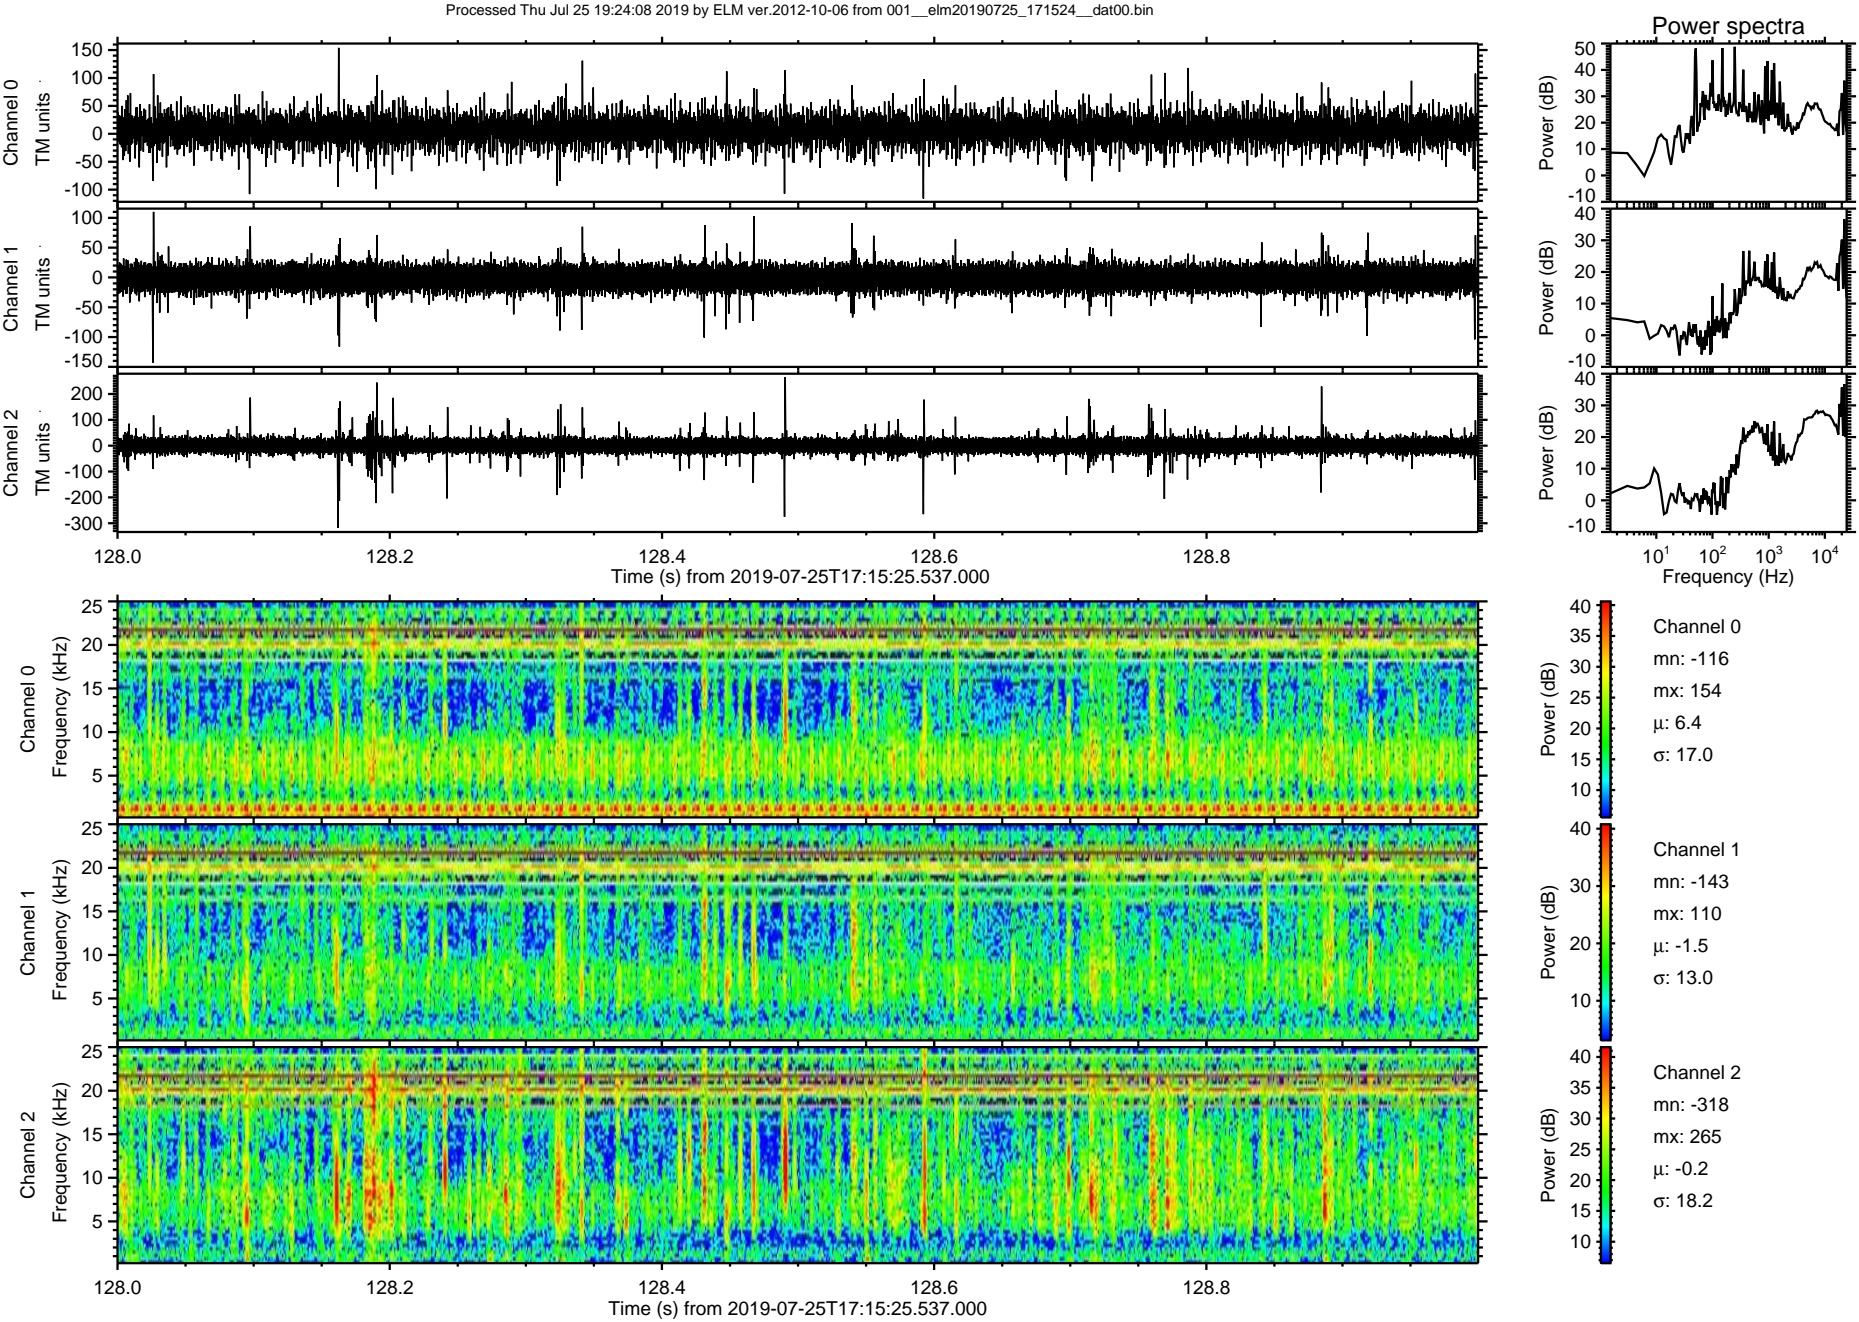 Processed Thu Jul 25 19:24:08 2019 by ELM ver.2012-10-06 from 001__elm20190725_171524__dat00.bin
Power spectra
Channel 0
TM units
150
100
50
0
-50
-100
Power (dB)
50
40
30
20
10
0
-10
Channel 1
TM units
100
50
0
-50
-100
-150
Power (dB)
40
30
20
10
0
-10
Channel 2
TM units
200
100
0
-100
-200
-300
Power (dB)
40
30
20
10
0
-10
128.0 128.2 128.4 128.6 128.8
Time (s) from 2019-07-25T17:15:25.537.000
10¹ 10² 10³ 10⁴
Frequency (Hz)
Channel 0
Frequency (kHz)
25
20
15
10
5
Power (dB)
40
35
30
25
20
15
10
Channel 0
mn: -116
mx: 154
μ: 6.4
σ: 17.0
Channel 1
Frequency (kHz)
25
20
15
10
5
Power (dB)
40
30
20
10
Channel 1
mn: -143
mx: 110
μ: -1.5
σ: 13.0
Channel 2
Frequency (kHz)
25
20
15
10
5
Power (dB)
40
35
30
25
20
15
10
Channel 2
mn: -318
mx: 265
μ: -0.2
σ: 18.2
128.0 128.2 128.4 128.6 128.8
Time (s) from 2019-07-25T17:15:25.537.000